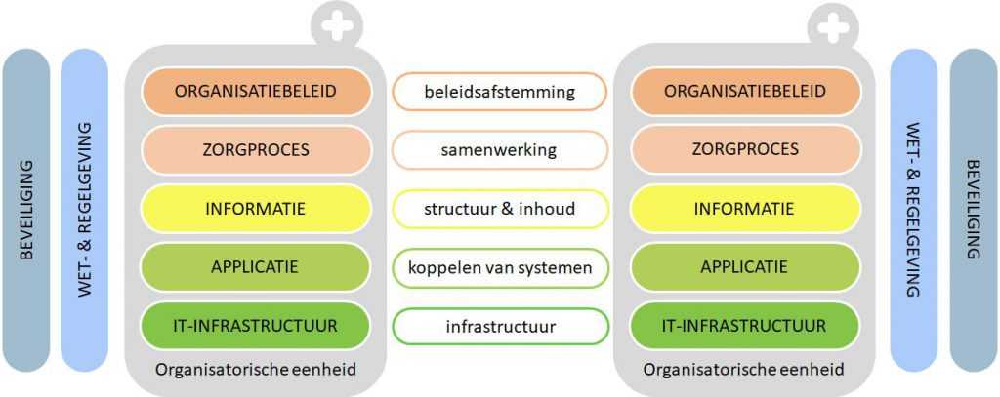 BEVEILIGING
WET- & REGELGEVING
ORGANISATIEBELEID
ZORGPROCES
INFORMATIE
APPLICATIE
IT-INFRASTRUCTUUR
Organisatorische eenheid
beleidsafstemming
samenwerking
structuur & inhoud
koppelen van systemen
infrastructuur
ORGANISATIEBELEID
ZORGPROCES
INFORMATIE
APPLICATIE
IT-INFRASTRUCTUUR
Organisatorische eenheid
WET- & REGELGEVING
BEVEILIGING